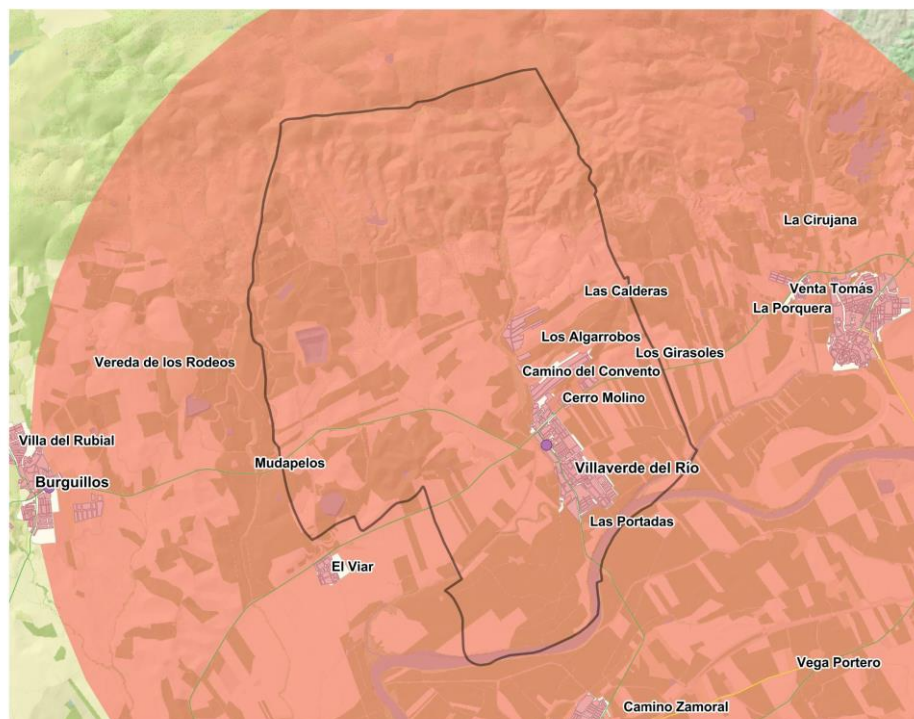 La Cirujana
Las Calderas
Venta Tomás
La Porquera
Los Algarrobos
Los Girasoles
Vereda de los Rodeos
Camino del Convento
Cerro Molino
Villa del Rubial
Mudapelos
Villaverde del Río
Burguillos
Las Portadas
El Viar
Vega Portero
Camino Zamoral